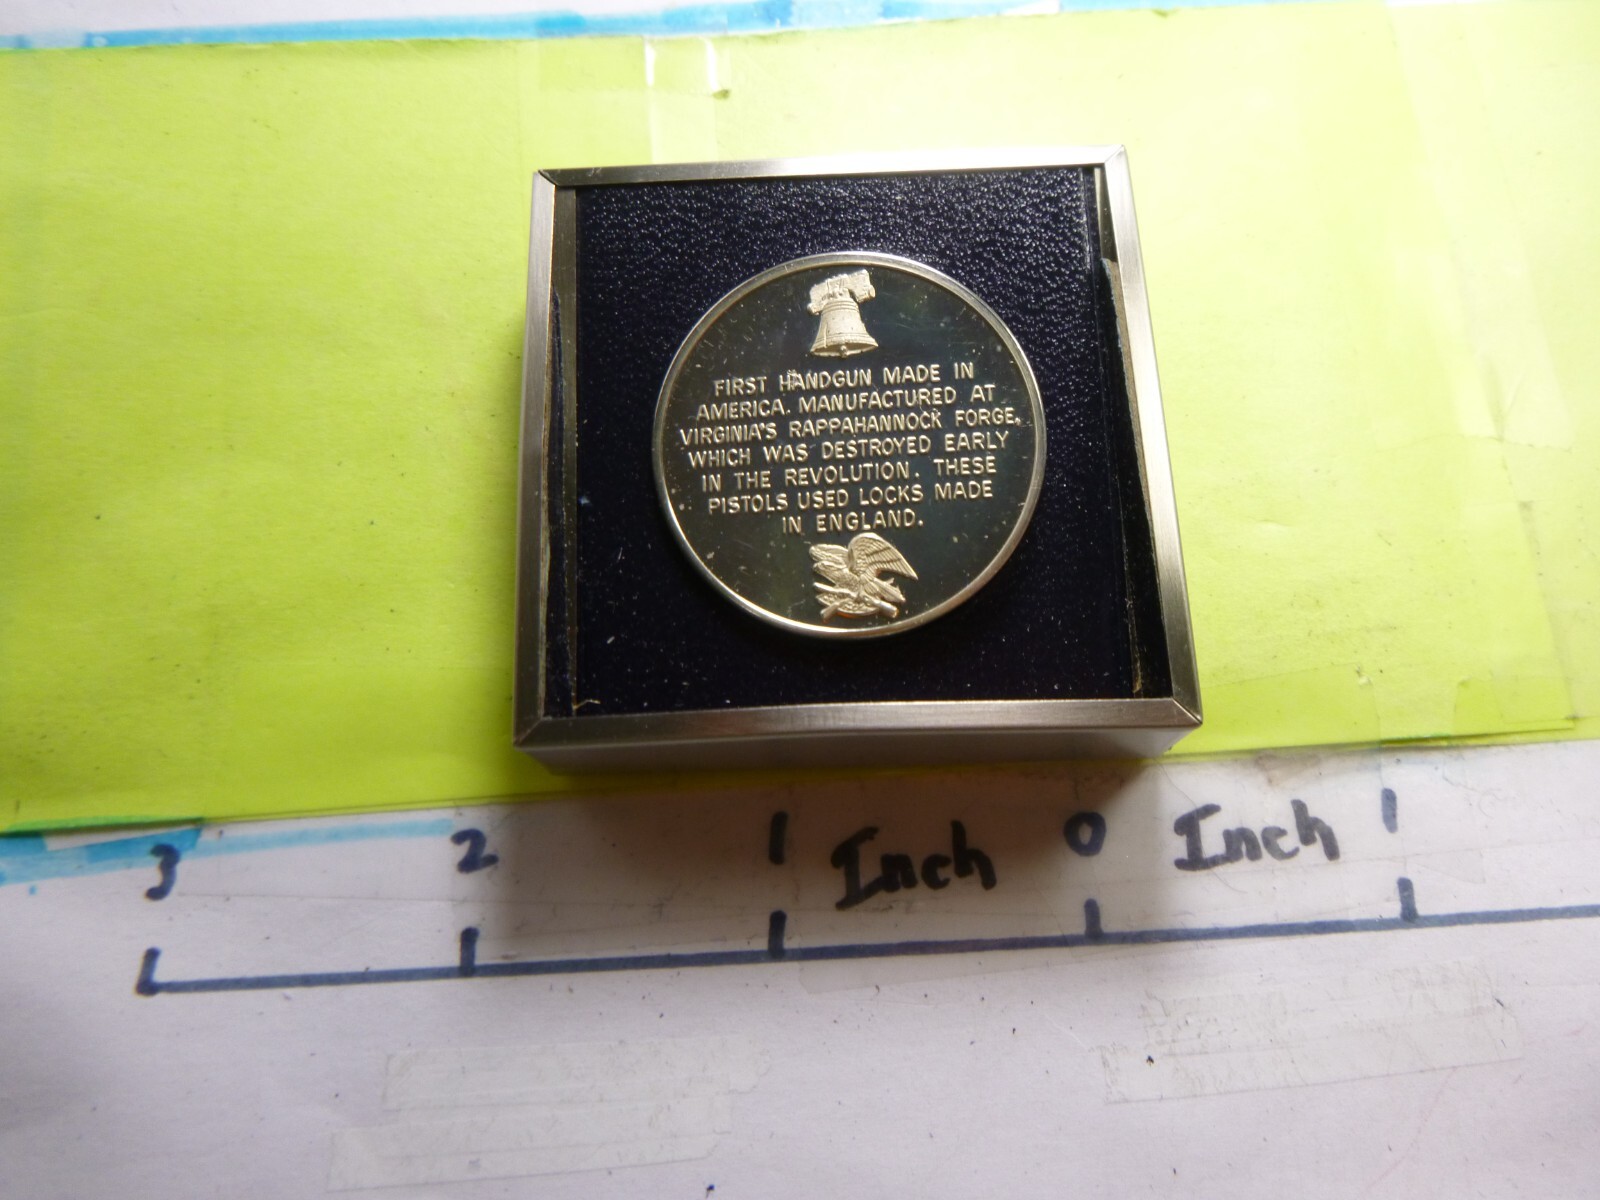 FIRST HANDGUN MADE IN
AMERICA. MANUFACTURED AT
VIRGINIA'S RAPPAHANNOCK FORGE,
WHICH WAS DESTROYED EARLY
IN THE REVOLUTION. THESE
PISTOLS USED LOCKS MADE
IN ENGLAND.
3 2 1 Inch 0 Inch 1